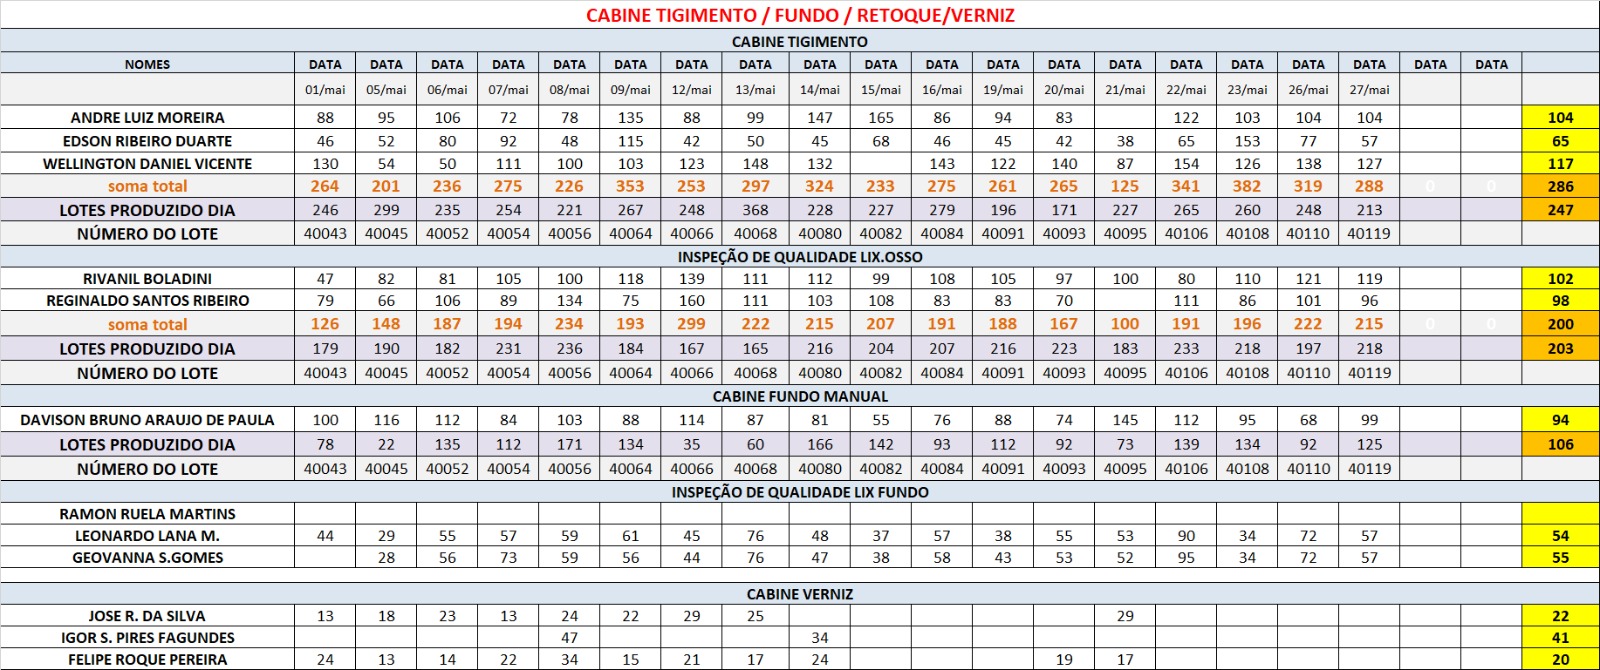 CABINE TIGIMENTO / FUNDO / RETOQUE/VERNIZ
CABINE TIGIMENTO
NOMES DATA DATA DATA DATA DATA DATA DATA DATA DATA DATA DATA DATA DATA DATA DATA DATA DATA DATA DATA DATA
01/mai 05/mai 06/mai 07/mai 08/mai 09/mai 12/mai 13/mai 14/mai 15/mai 16/mai 19/mai 20/mai 21/mai 22/mai 23/mai 26/mai 27/mai
ANDRE LUIZ MOREIRA 88 95 106 72 78 135 88 99 147 165 86 94 83 122 103 104 104 104
EDSON RIBEIRO DUARTE 46 52 80 92 48 115 42 50 45 68 46 45 42 38 65 153 77 57 65
WELLINGTON DANIEL VICENTE 130 54 50 111 100 103 123 148 132 143 122 140 87 154 126 138 127 117
soma total 264 201 236 275 226 353 253 297 324 233 275 261 265 125 341 382 319 288 0 0 286
LOTES PRODUZIDO DIA 246 299 235 254 221 267 248 368 228 227 279 196 171 227 265 260 248 213 247
NÚMERO DO LOTE 40043 40045 40052 40054 40056 40064 40066 40068 40080 40082 40084 40091 40093 40095 40106 40108 40110 40119
INSPEÇÃO DE QUALIDADE LIX.OSSO
RIVANIL BOLADINI 47 82 81 105 100 118 139 111 112 99 108 105 97 100 80 110 121 119 102
REGINALDO SANTOS RIBEIRO 79 66 106 89 134 75 160 111 103 108 83 83 70 111 86 101 96 98
soma total 126 148 187 194 234 193 299 222 215 207 191 188 167 100 191 196 222 215 0 0 200
LOTES PRODUZIDO DIA 179 190 182 231 236 184 167 165 216 204 207 216 223 183 233 218 197 218 203
NÚMERO DO LOTE 40043 40045 40052 40054 40056 40064 40066 40068 40080 40082 40084 40091 40093 40095 40106 40108 40110 40119
CABINE FUNDO MANUAL
DAVISON BRUNO ARAUJO DE PAULA 100 116 112 84 103 88 114 87 81 55 76 88 74 145 112 95 68 99 94
LOTES PRODUZIDO DIA 78 22 135 112 171 134 35 60 166 142 93 112 92 73 139 134 92 125 106
NÚMERO DO LOTE 40043 40045 40052 40054 40056 40064 40066 40068 40080 40082 40084 40091 40093 40095 40106 40108 40110 40119
INSPEÇÃO DE QUALIDADE LIX FUNDO
RAMON RUELA MARTINS
LEONARDO LANA M. 44 29 55 57 59 61 45 76 48 37 57 38 55 53 90 34 72 57 54
GEOVANNA S.GOMES 28 56 73 59 56 44 76 47 38 58 43 53 52 95 34 72 57 55
CABINE VERNIZ
JOSE R. DA SILVA 13 18 23 13 24 22 29 25 29 22
IGOR S. PIRES FAGUNDES 47 34 41
FELIPE ROQUE PEREIRA 24 13 14 22 34 15 21 17 24 19 17 20